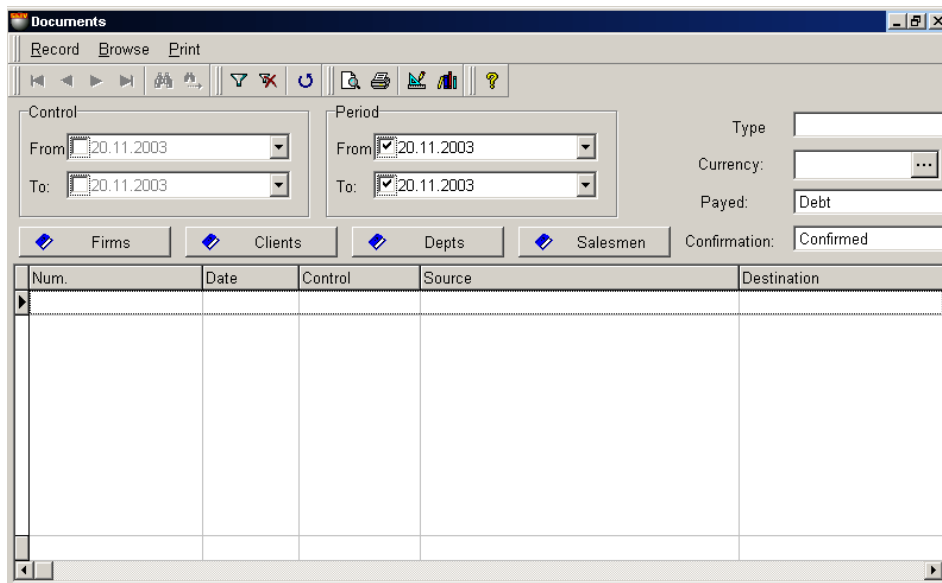 Documents
Record Browse Print
Control
From 20.11.2003
To: 20.11.2003
Period
From 20.11.2003
To: 20.11.2003
Type
Currency:
Payed: Debt
Confirmation: Confirmed
Firms Clients Depts Salesmen
Num. Date Control Source Destination